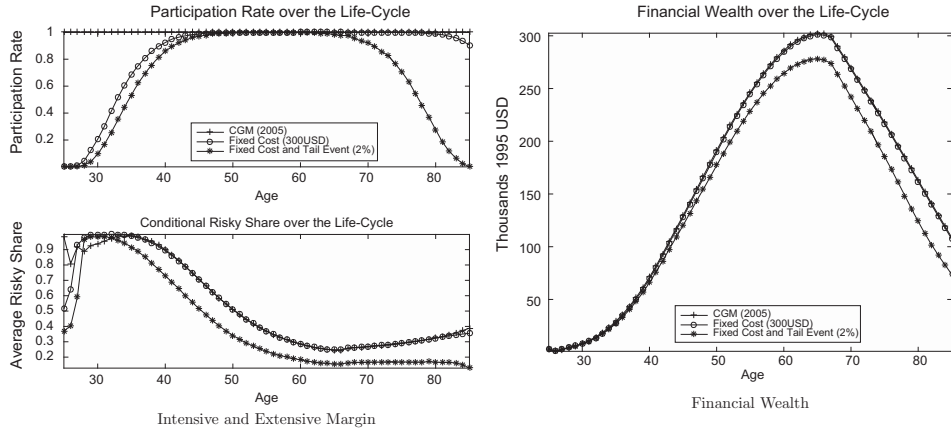 Participation Rate over the Life-Cycle
Participation Rate
1
0.8
0.6
0.4
0.2
CGM (2005)
Fixed Cost (300USD)
Fixed Cost and Tail Event (2%)
30 40 50 60 70 80
Age
Conditional Risky Share over the Life-Cycle
Average Risky Share
0.9
0.8
0.7
0.6
0.5
0.4
0.3
0.2
30 40 50 60 70 80
Age
Intensive and Extensive Margin
Financial Wealth over the Life-Cycle
Thousands 1995 USD
300
250
200
150
100
50
CGM (2005)
Fixed Cost (300USD)
Fixed Cost and Tail Event (2%)
30 40 50 60 70 80
Age
Financial Wealth